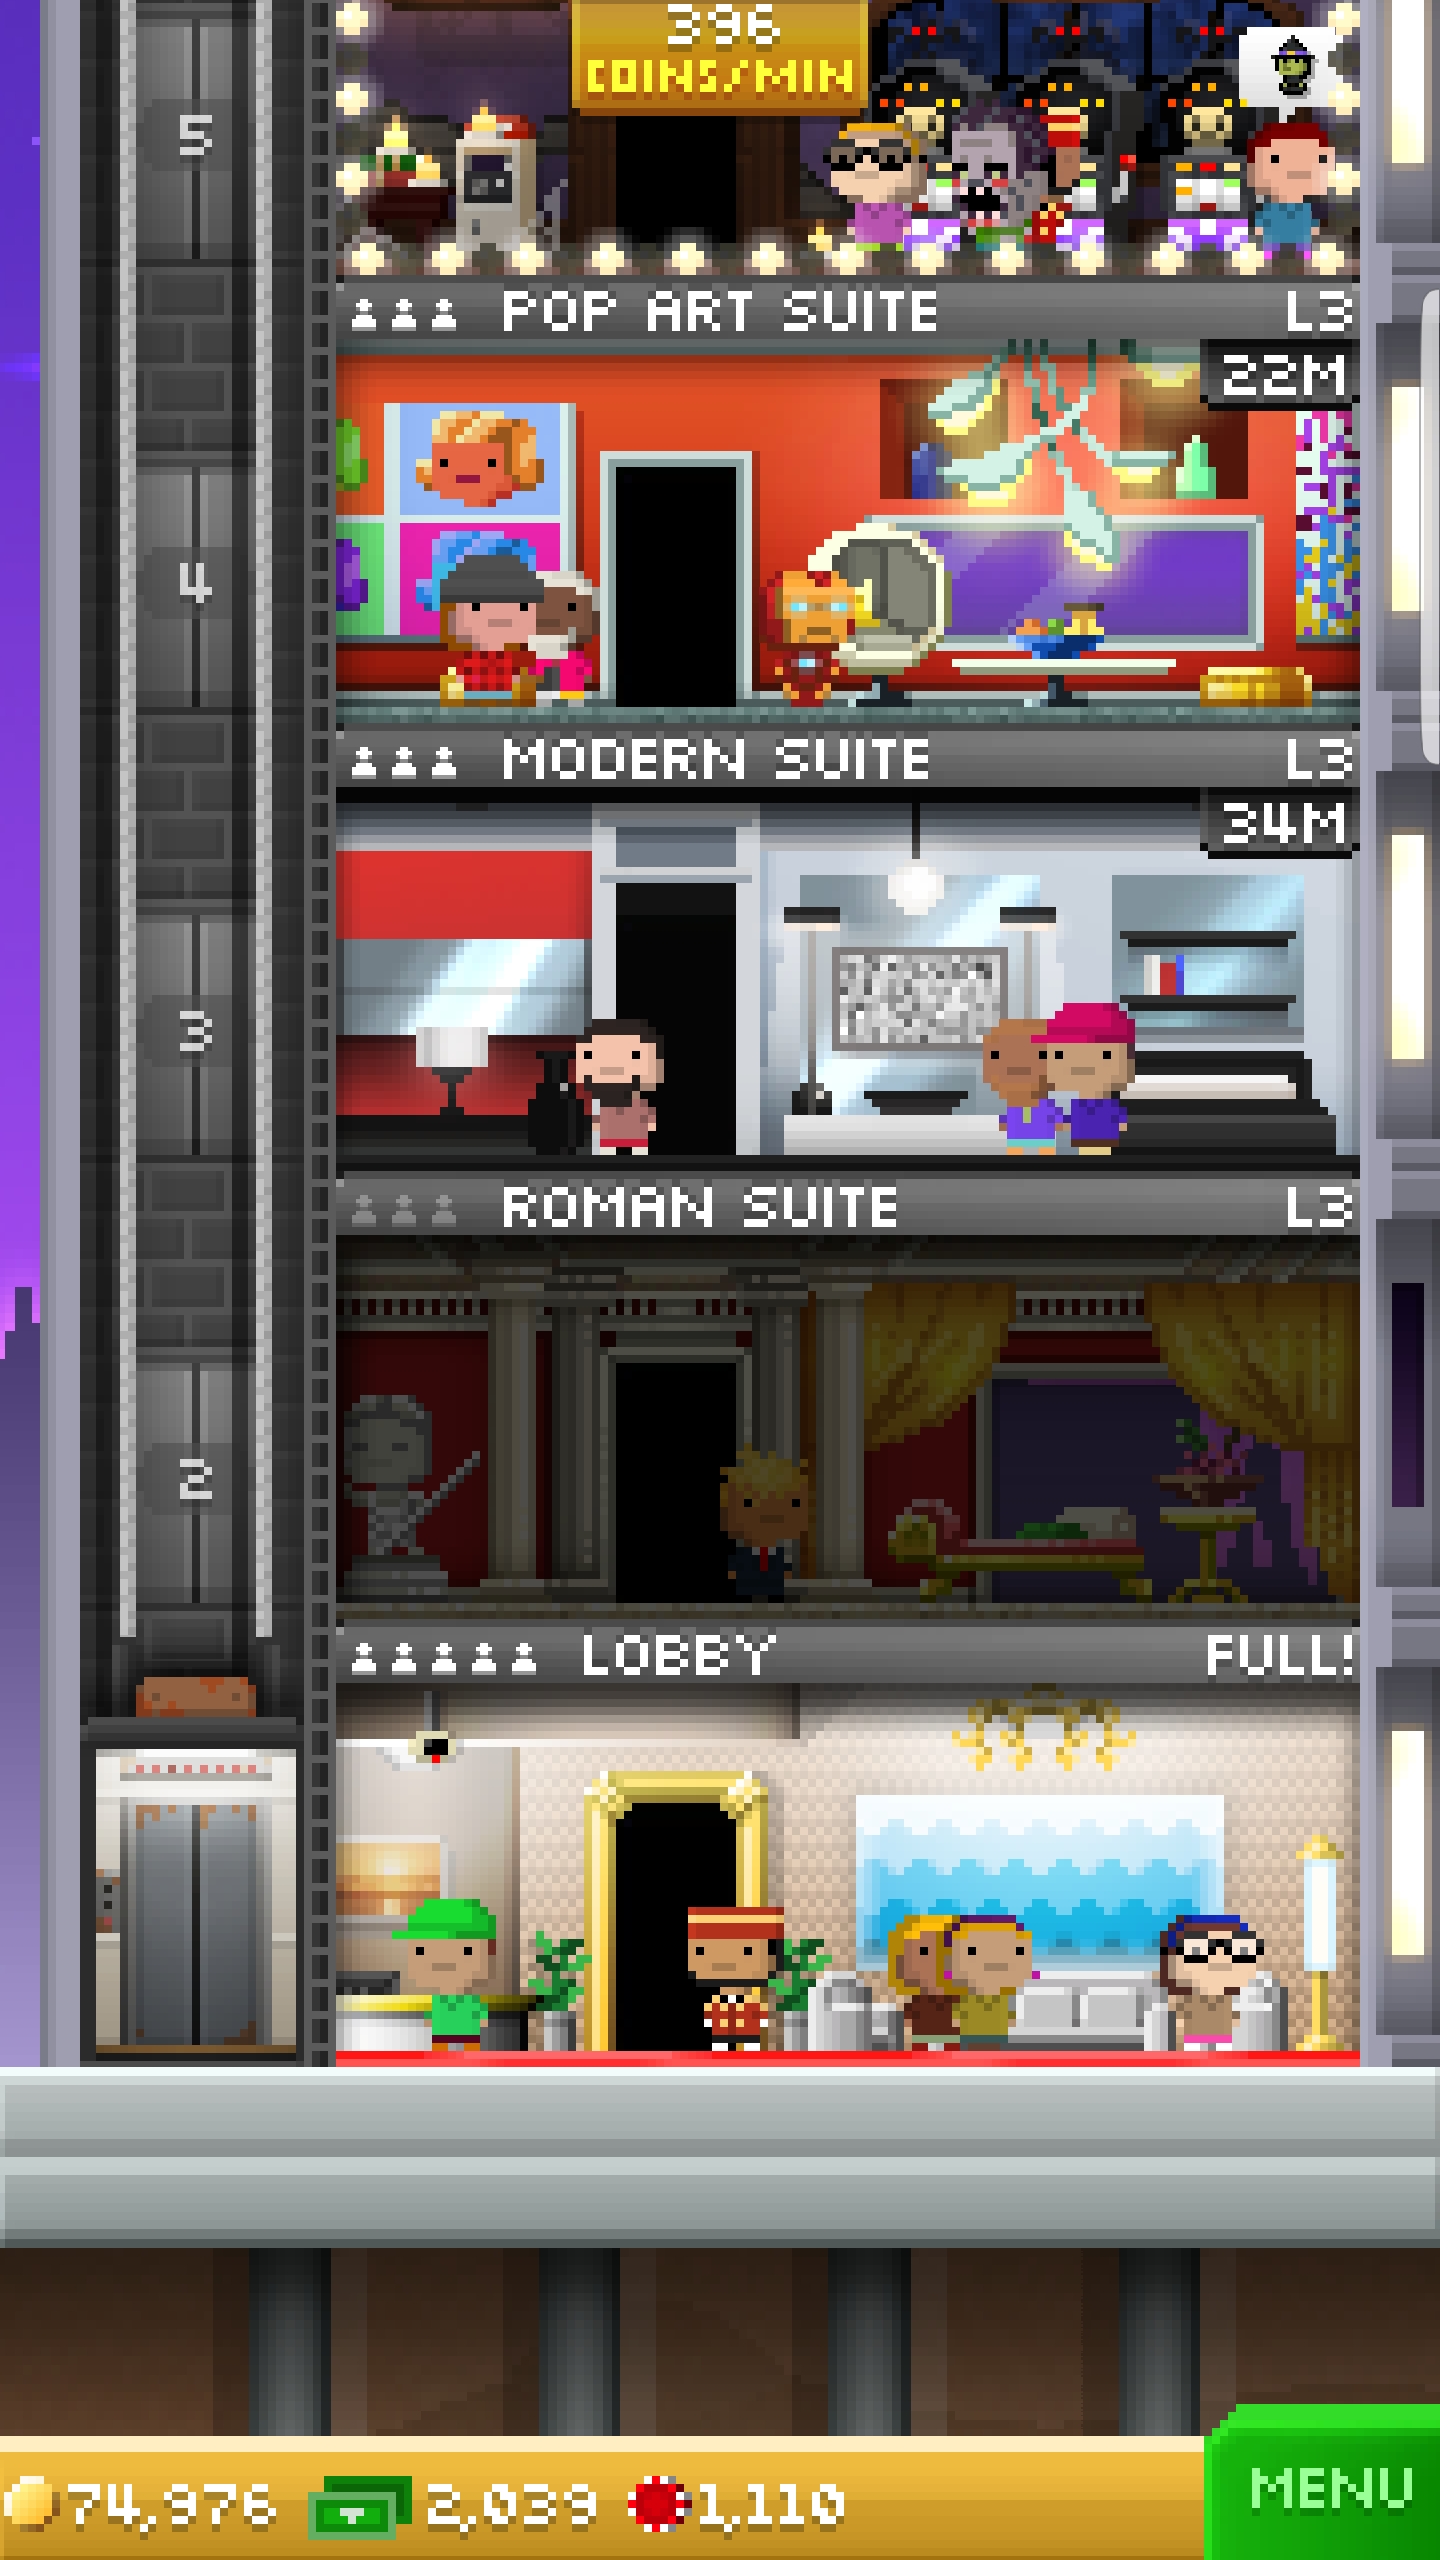 396
COINS/MIN
5
POP ART SUITE L3
22M
4
MODERN SUITE L3
34M
3
ROMAN SUITE L3
2
LOBBY FULL!
MENU
74,976 2,039 1,110